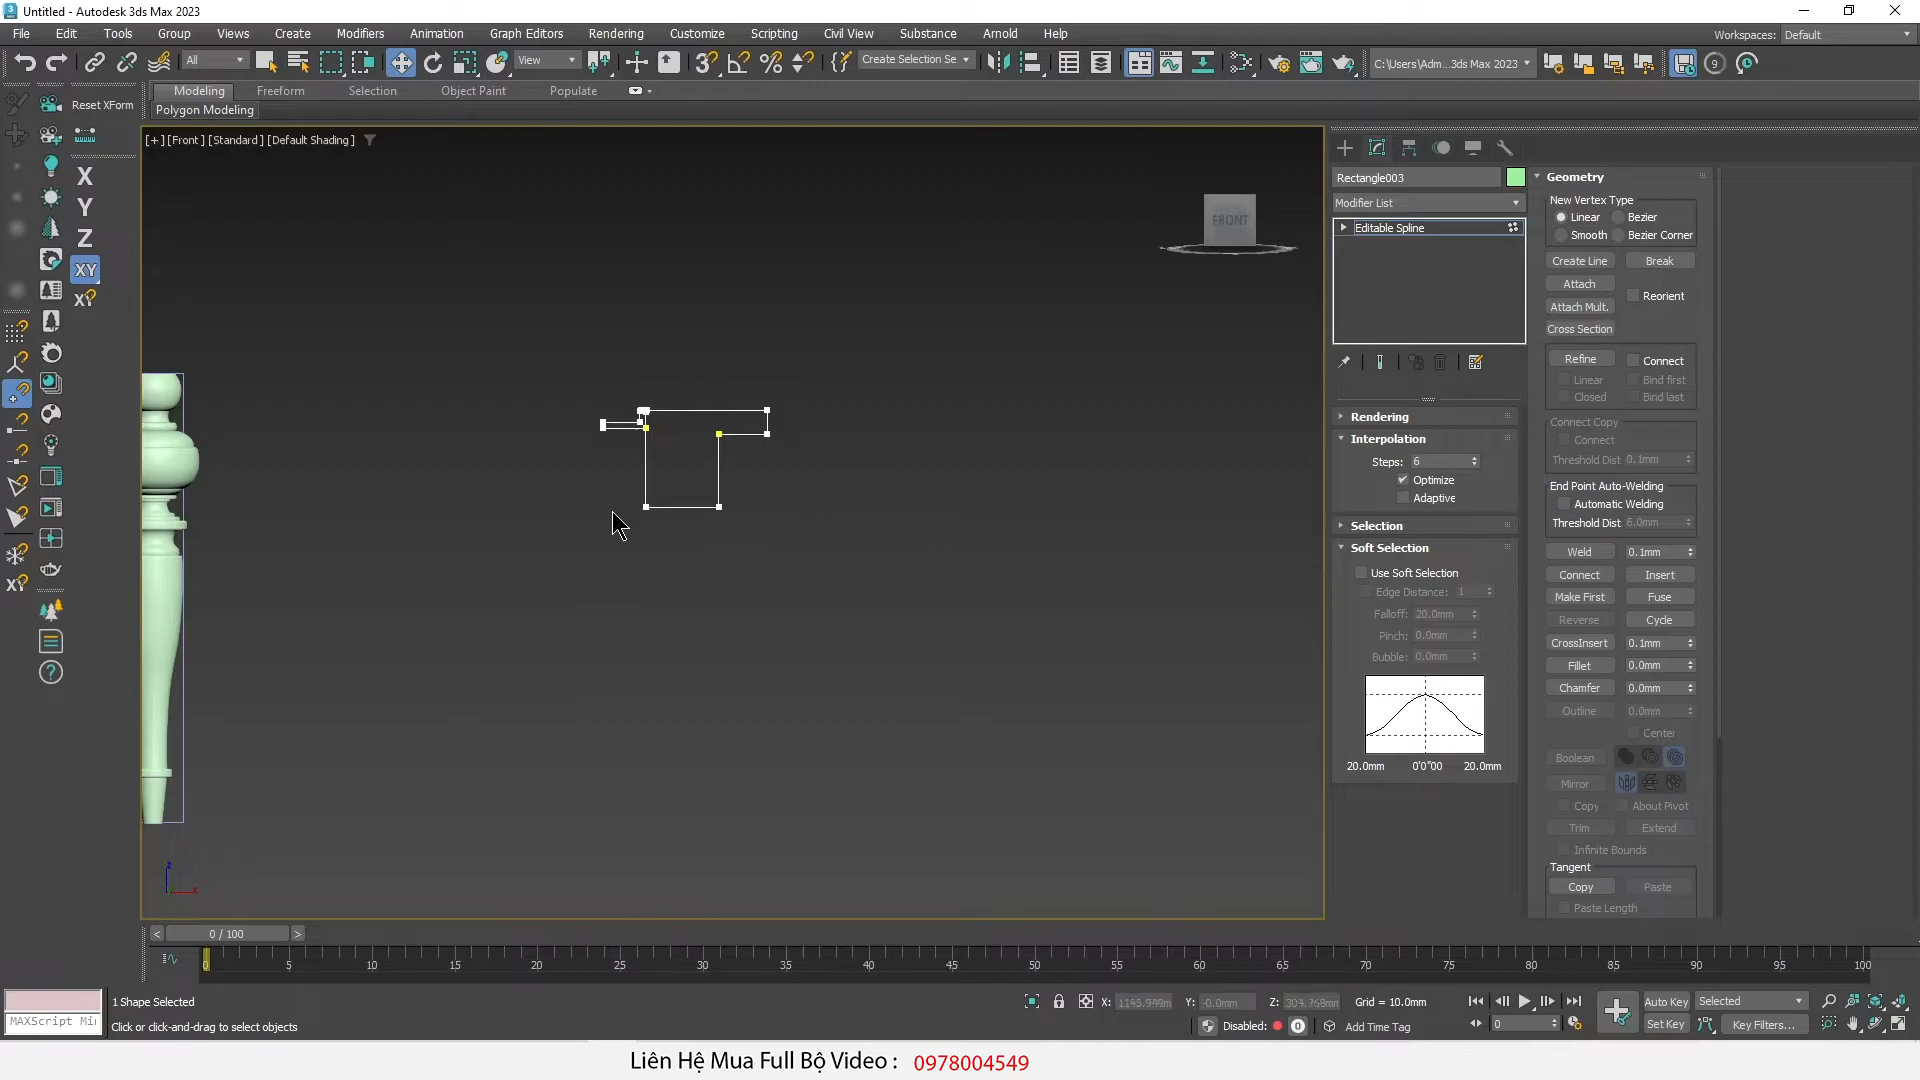 Untitled - Autodesk 3ds Max 2023
File Edit Tools Group Views Create Modifiers Animation Graph Editors Rendering Customize Scripting Civil View Substance Arnold Help
Workspaces: Default
All View Create Selection Se C:\Users\Adm...3ds Max 2023 9
Modeling Freeform Selection Object Paint Populate
Reset XForm
Polygon Modeling
[+] [Front] [Standard] [Default Shading]
X
Y
Z
XY
FRONT
Rectangle003
Modifier List
Editable Spline
Rendering
Interpolation
Steps: 6
Optimize
Adaptive
Selection
Soft Selection
Use Soft Selection
Edge Distance: 1
Falloff: 20.0mm
Pinch: 0.0mm
Bubble: 0.0mm
20.0mm 0'0"00 20.0mm
Geometry
New Vertex Type
Linear Bezier
Smooth Bezier Corner
Create Line Break
Attach
Reorient
Attach Mult.
Cross Section
Refine Connect
Linear Bind first
Closed Bind last
Connect Copy
Connect
Threshold Dist 0.1mm
End Point Auto-Welding
Automatic Welding
Threshold Dist 6.0mm
Weld 0.1mm
Connect Insert
Make First Fuse
Reverse Cycle
CrossInsert 0.1mm
Fillet 0.0mm
Chamfer 0.0mm
Outline 0.0mm
Center
Boolean
Mirror
Copy About Pivot
Trim Extend
Infinite Bounds
Tangent
Copy Paste
Paste Length
z
x
< 0 / 100 >
0 5 10 15 20 25 30 35 40 45 50 55 60 65 70 75 80 85 90 95 100
1 Shape Selected
X: Y: -0.0mm Z: Grid = 10.0mm
Auto Key Selected
MAXScript Mi
Click or click-and-drag to select objects
Disabled: 0 Add Time Tag
0
Set Key Key Filters...
Liên Hệ Mua Full Bộ Video : 0978004549